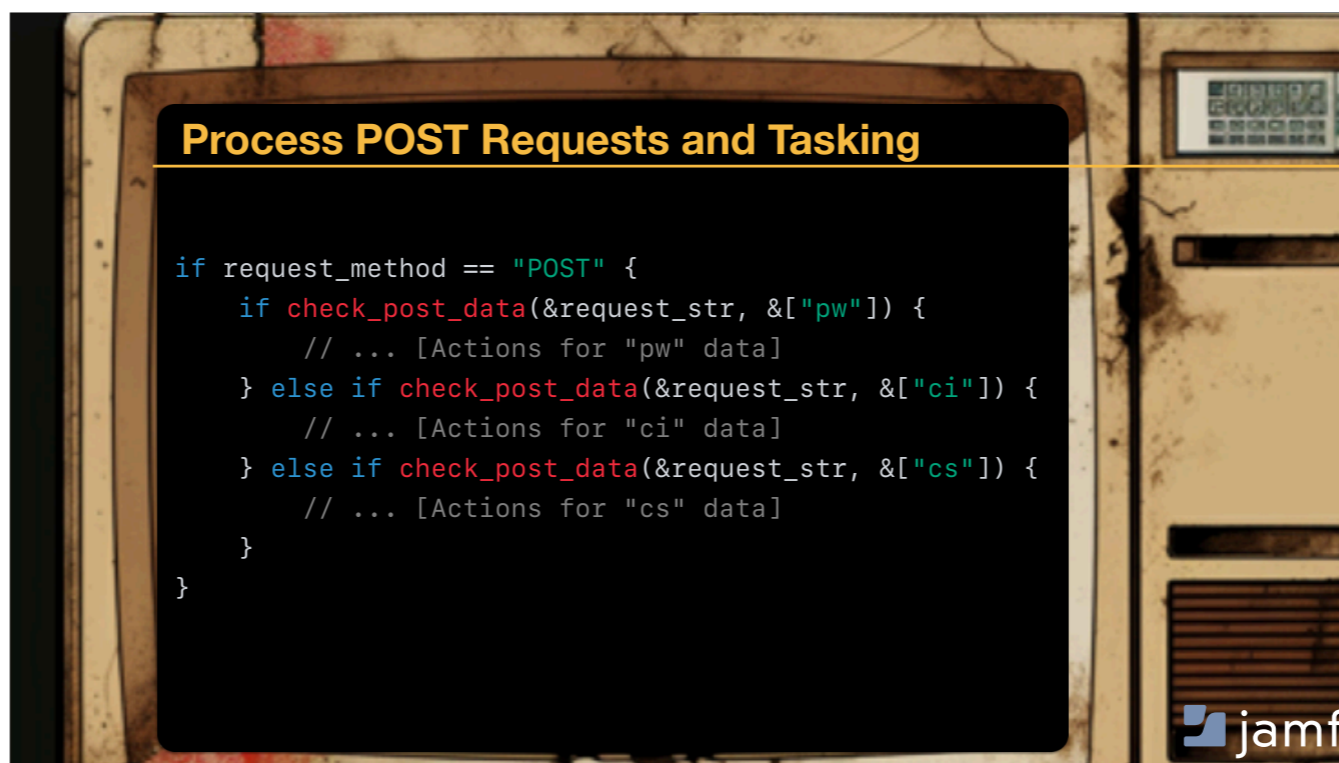 Process POST Requests and Tasking
if request_method == "POST" {
    if check_post_data(&request_str, &["pw"]) {
        // ... [Actions for "pw" data]
    } else if check_post_data(&request_str, &["ci"]) {
        // ... [Actions for "ci" data]
    } else if check_post_data(&request_str, &["cs"]) {
        // ... [Actions for "cs" data]
    }
}
jamf